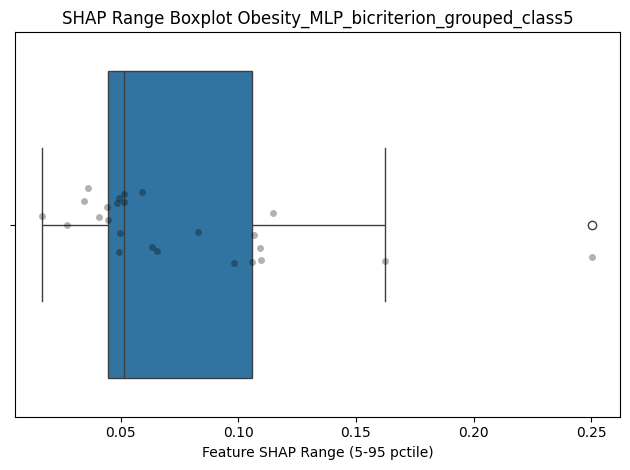 SHAP Range Boxplot Obesity_MLP_bicriterion_grouped_class5
0.05 0.10 0.15 0.20 0.25
Feature SHAP Range (5-95 pctile)